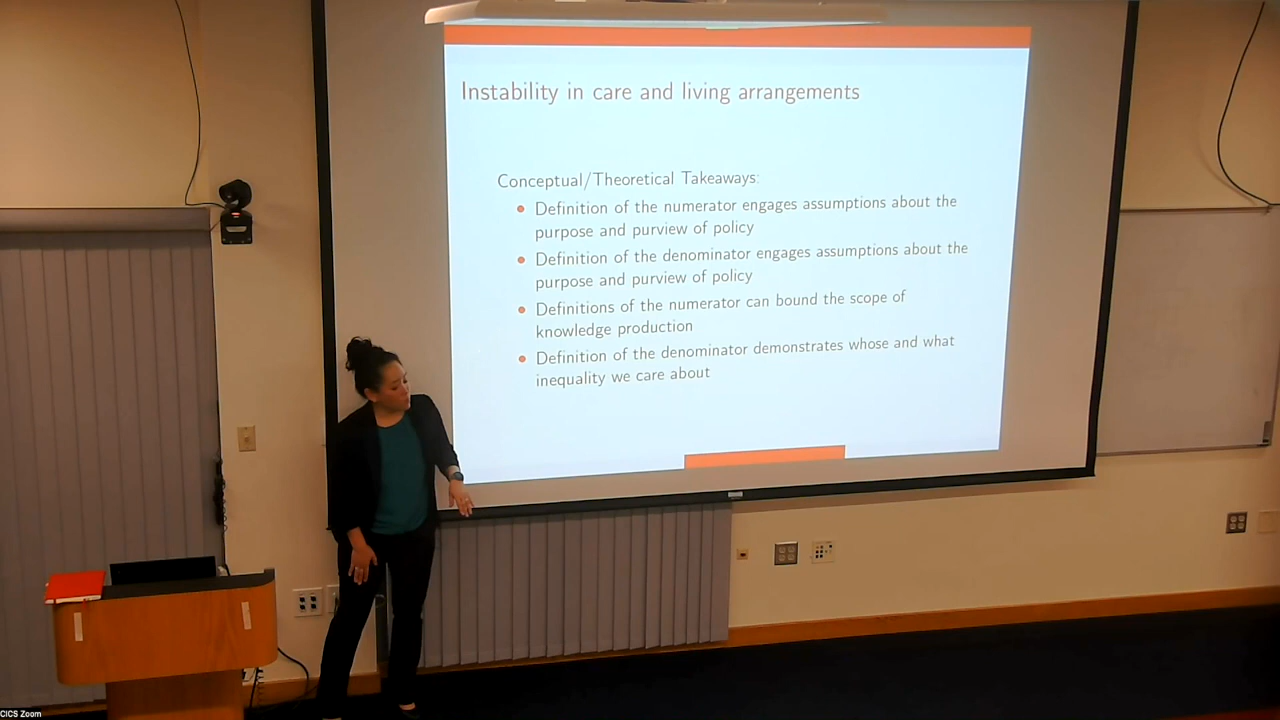 Instability in care and living arrangements
Conceptual/Theoretical Takeaways:
Definition of the numerator engages assumptions about the
purpose and purview of policy
Definition of the denominator engages assumptions about the
purpose and purview of policy
Definitions of the numerator can bound the scope of
knowledge production
Definition of the denominator demonstrates whose and what
inequality we care about
CICS Zoom